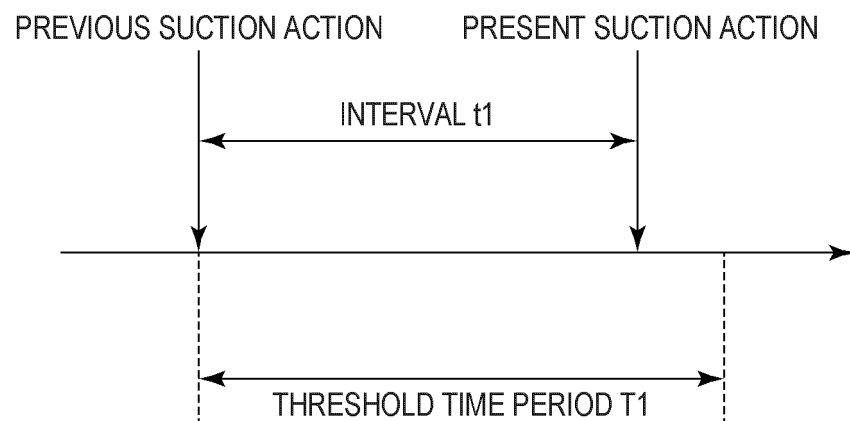 PREVIOUS SUCTION ACTION
PRESENT SUCTION ACTION
INTERVAL t1
THRESHOLD TIME PERIOD T1